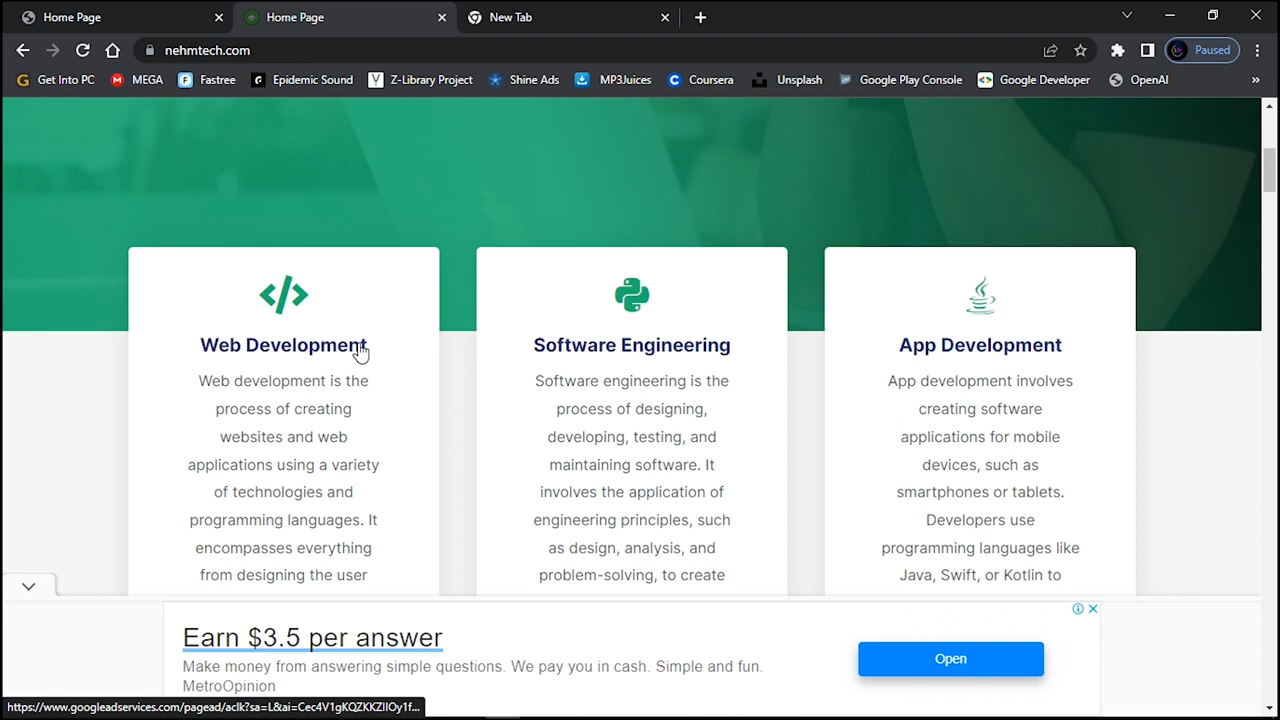 Home Page
Home Page
New Tab
nehmtech.com
Paused
Get Into PC
MEGA
Fastree
Epidemic Sound
Z-Library Project
Shine Ads
MP3Juices
Coursera
Unsplash
Google Play Console
Google Developer
OpenAI
»
</>
Web Development
Web development is the
process of creating
websites and web
applications using a variety
of technologies and
programming languages. It
encompasses everything
from designing the user
Software Engineering
Software engineering is the
process of designing,
developing, testing, and
maintaining software. It
involves the application of
engineering principles, such
as design, analysis, and
problem-solving, to create
App Development
App development involves
creating software
applications for mobile
devices, such as
smartphones or tablets.
Developers use
programming languages like
Java, Swift, or Kotlin to
Earn $3.5 per answer
Make money from answering simple questions. We pay you in cash. Simple and fun.
MetroOpinion
Open